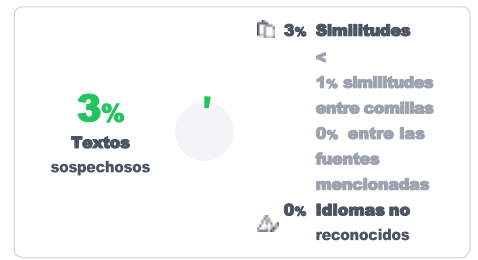 3%
Textos
sospechosos
3% Similitudes
<
1% similitudes
entre comillas
0% entre las
fuentes
mencionadas
0% Idiomas no
reconocidos